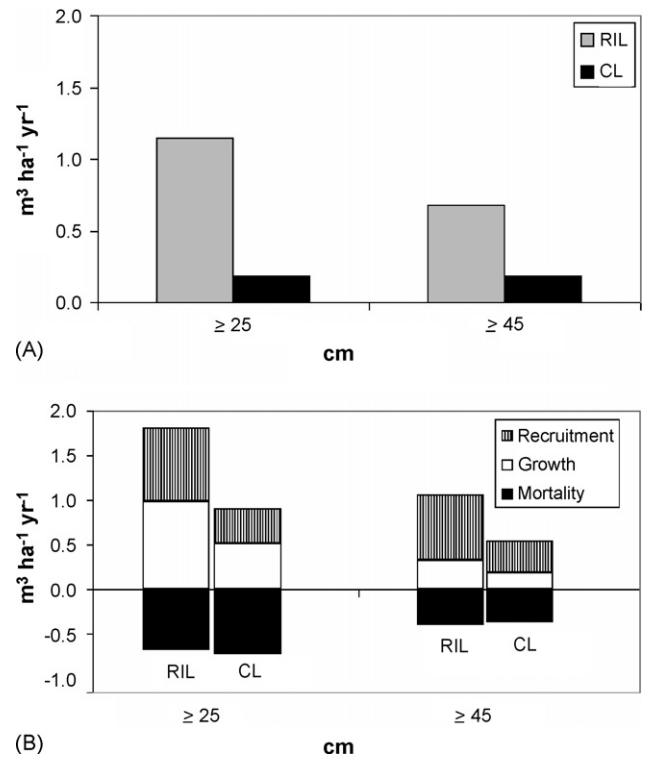 2.0
1.5
1.0
0.5
0.0
m³ ha⁻¹ yr⁻¹
RIL
CL
≥ 25
≥ 45
cm
(A)
2.0
1.5
1.0
0.5
0.0
-0.5
-1.0
m³ ha⁻¹ yr⁻¹
Recruitment
Growth
Mortality
RIL
CL
RIL
CL
≥ 25
≥ 45
cm
(B)